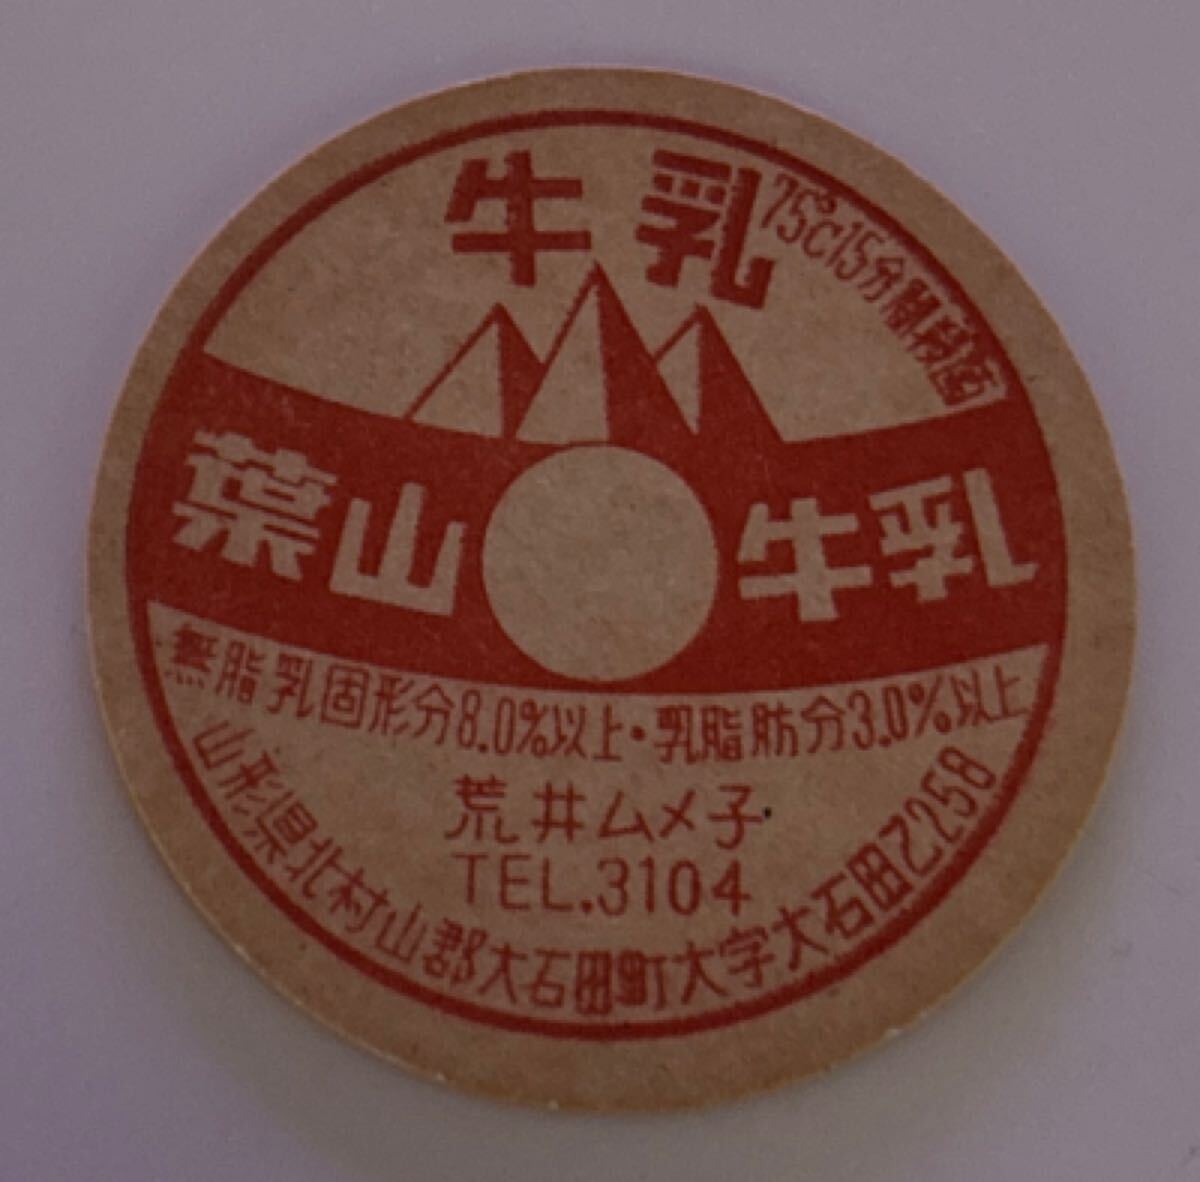 牛乳
75°C15分間殺菌
葉山 牛乳
無脂乳固形分8.0%以上・乳脂肪分3.0%以上
荒井ムメ子
TEL.3104
山形県北村山郡大石田町大字大石田乙258